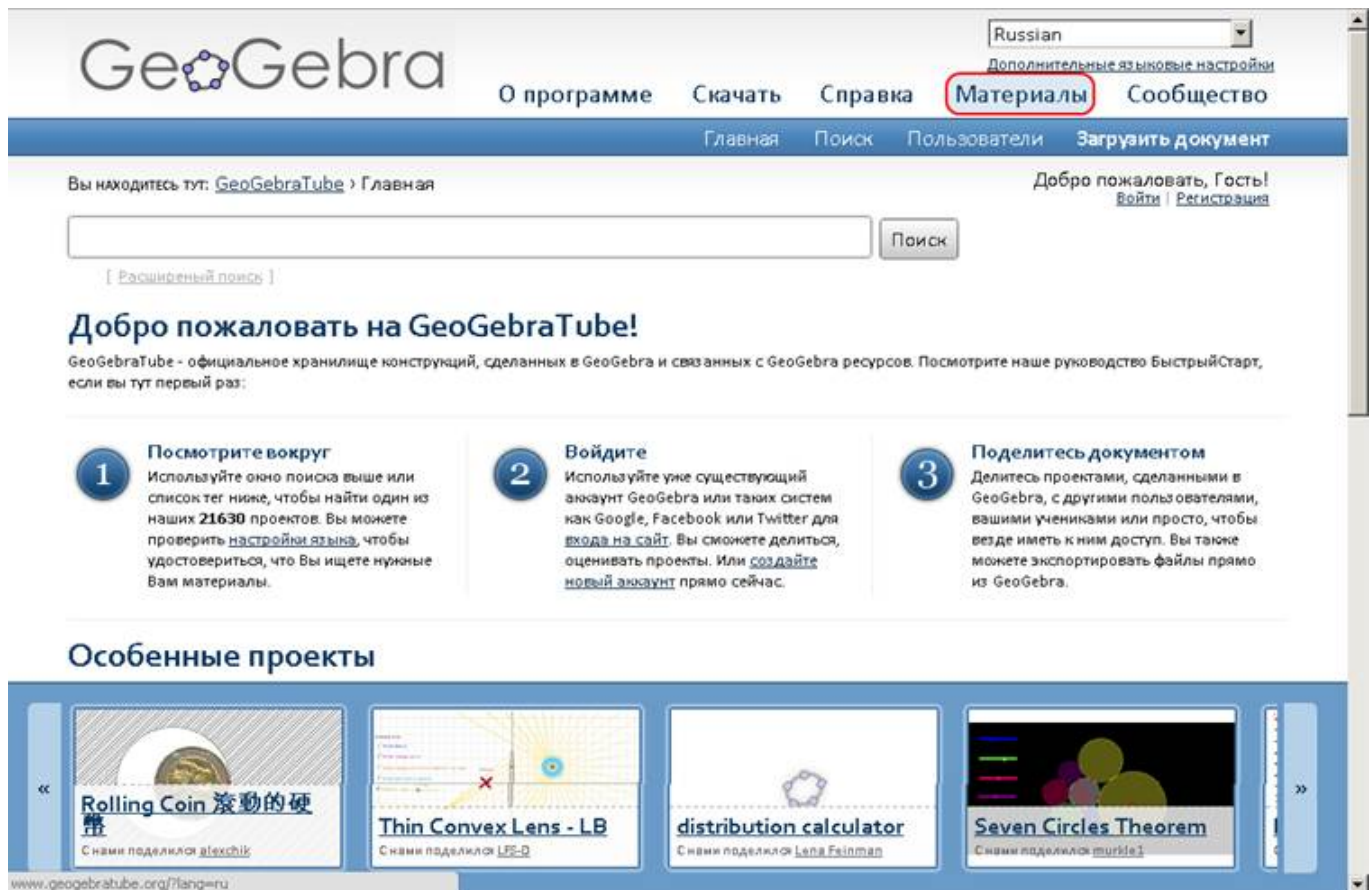 GeoGebra
Russian
Дополнительные языковые настройки
О программе Скачать Справка Материалы Сообщество
Главная Поиск Пользователи Загрузить документ
Вы находитесь тут: GeoGebraTube › Главная
Добро пожаловать, Гость!
Войти | Регистрация
Поиск
[ Расширеный поиск ]
Добро пожаловать на GeoGebraTube!
GeoGebraTube - официальное хранилище конструкций, сделанных в GeoGebra и связанных с GeoGebra ресурсов. Посмотрите наше руководство БыстрыйСтарт,
если вы тут первый раз:
1
Посмотрите вокруг
Используйте окно поиска выше или
список тег ниже, чтобы найти один из
наших 21630 проектов. Вы можете
проверить настройки языка, чтобы
удостовериться, что Вы ищете нужные
Вам материалы.
2
Войдите
Используйте уже существующий
аккаунт GeoGebra или таких систем
как Google, Facebook или Twitter для
входа на сайт. Вы сможете делиться,
оценивать проекты. Или создайте
новый аккаунт прямо сейчас.
3
Поделитесь документом
Делитесь проектами, сделанными в
GeoGebra, с другими пользователями,
вашими учениками или просто, чтобы
везде иметь к ним доступ. Вы также
можете экспортировать файлы прямо
из GeoGebra.
Особенные проекты
«
Rolling Coin 滾動的硬
幣
С нами поделился alexchik
Thin Convex Lens - LB
С нами поделился LFS-Q
distribution calculator
С нами поделился Lena Feinman
Seven Circles Theorem
С нами поделился murkle1
»
www.geogebratube.org/?lang=ru